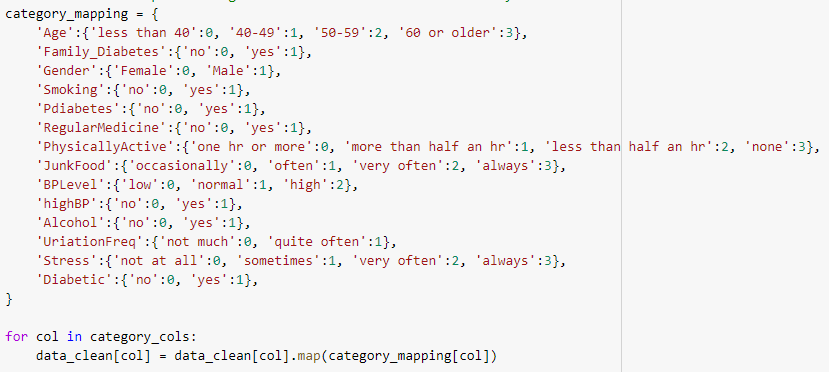 category_mapping = {
    'Age':{'less than 40':0, '40-49':1, '50-59':2, '60 or older':3},
    'Family_Diabetes':{'no':0, 'yes':1},
    'Gender':{'Female':0, 'Male':1},
    'Smoking':{'no':0, 'yes':1},
    'Pdiabetes':{'no':0, 'yes':1},
    'RegularMedicine':{'no':0, 'yes':1},
    'PhysicallyActive':{'one hr or more':0, 'more than half an hr':1, 'less than half an hr':2, 'none':3},
    'JunkFood':{'occasionally':0, 'often':1, 'very often':2, 'always':3},
    'BPLevel':{'low':0, 'normal':1, 'high':2},
    'highBP':{'no':0, 'yes':1},
    'Alcohol':{'no':0, 'yes':1},
    'UriationFreq':{'not much':0, 'quite often':1},
    'Stress':{'not at all':0, 'sometimes':1, 'very often':2, 'always':3},
    'Diabetic':{'no':0, 'yes':1},
}
for col in category_cols:
    data_clean[col] = data_clean[col].map(category_mapping[col])